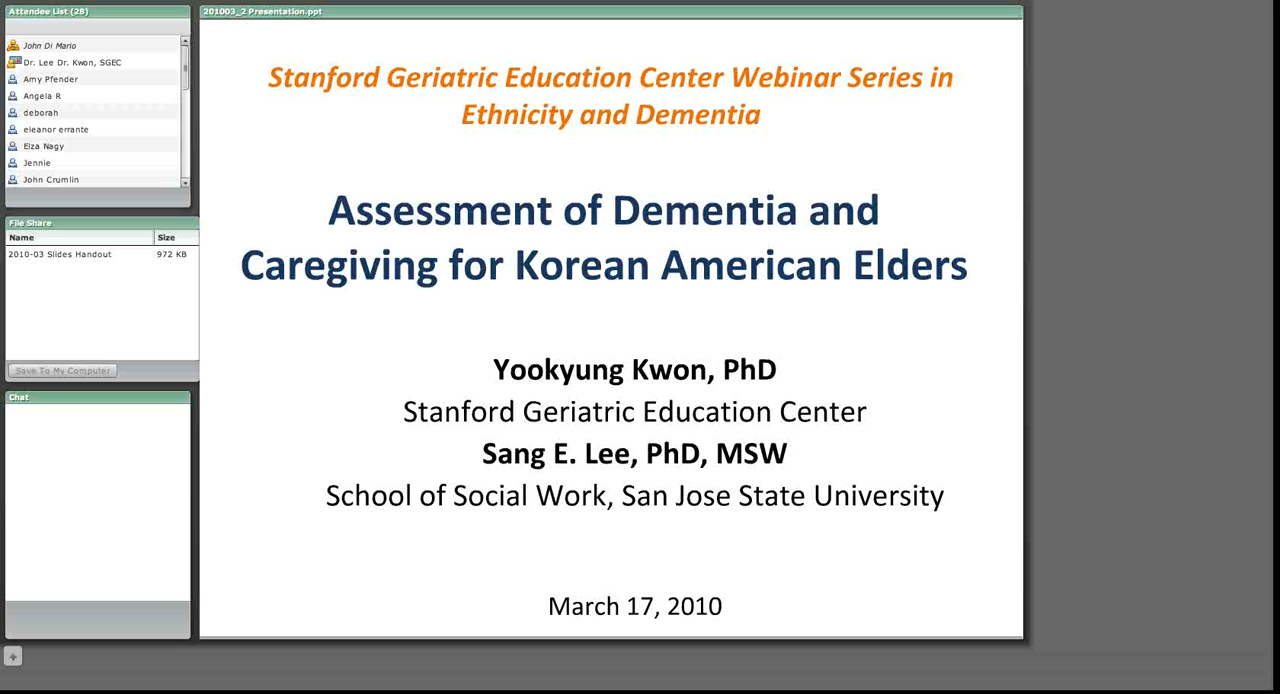 Attendee List (28)
John Di Mario
Dr. Lee Dr. Kwon, SGEC
Amy Pfender
Angela R
deborah
eleanor errante
Elza Nagy
Jennie
John Crumlin
File Share
Name Size
2010-03 Slides Handout 972 KB
Save To My Computer
Chat
201003_2 Presentation.ppt
Stanford Geriatric Education Center Webinar Series in
Ethnicity and Dementia
Assessment of Dementia and
Caregiving for Korean American Elders
Yookyung Kwon, PhD
Stanford Geriatric Education Center
Sang E. Lee, PhD, MSW
School of Social Work, San Jose State University
March 17, 2010